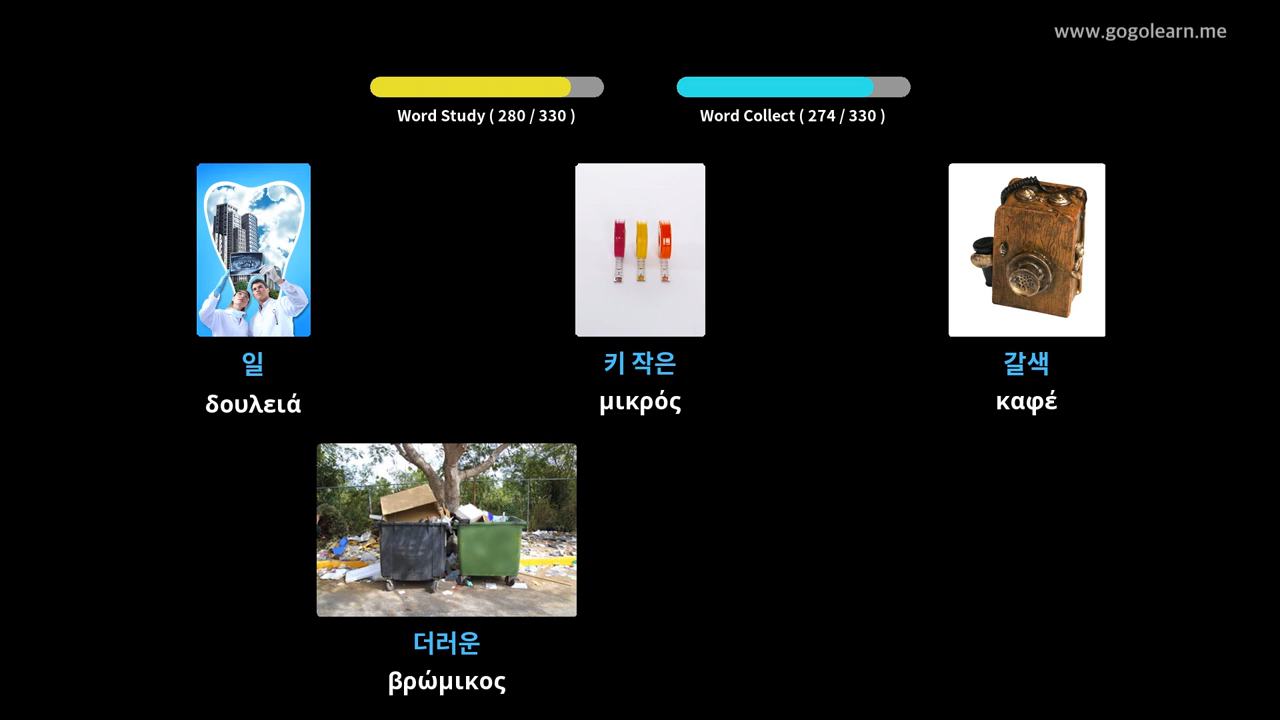 www.gogolearn.me
Word Study ( 280 / 330 )
Word Collect ( 274 / 330 )
일
δουλειά
키 작은
μικρός
갈색
καφέ
더러운
βρώμικος